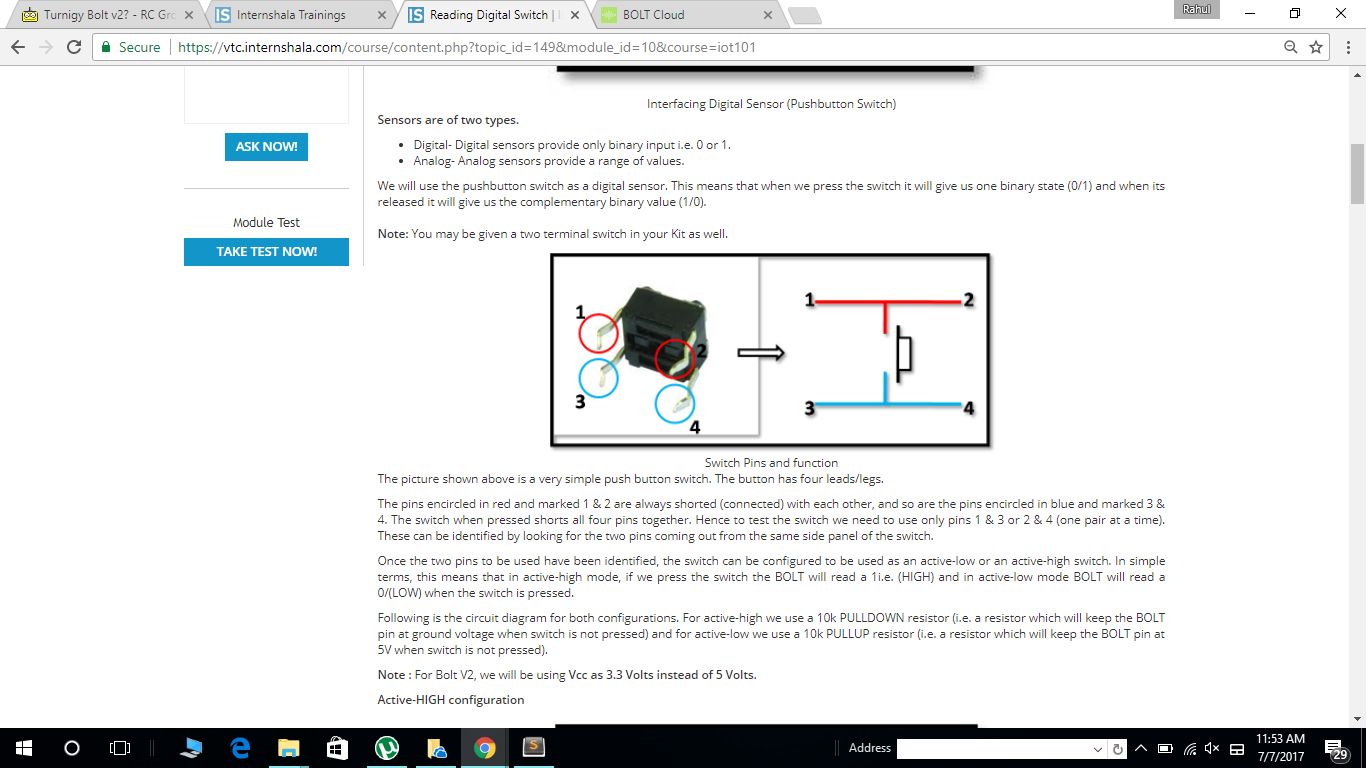 Turnigy Bolt v2? - RC Gro
Internshala Trainings
Reading Digital Switch |
BOLT Cloud
Rahul
Secure
https://vtc.internshala.com/course/content.php?topic_id=149&module_id=10&course=iot101
ASK NOW!
Module Test
TAKE TEST NOW!
Interfacing Digital Sensor (Pushbutton Switch)
Sensors are of two types.
• Digital- Digital sensors provide only binary input i.e. 0 or 1.
• Analog- Analog sensors provide a range of values.
We will use the pushbutton switch as a digital sensor. This means that when we press the switch it will give us one binary state (0/1) and when its
released it will give us the complementary binary value (1/0).
Note: You may be given a two terminal switch in your Kit as well.
1
2
3
4
1
2
3
4
Switch Pins and function
The picture shown above is a very simple push button switch. The button has four leads/legs.
The pins encircled in red and marked 1 & 2 are always shorted (connected) with each other, and so are the pins encircled in blue and marked 3 &
4. The switch when pressed shorts all four pins together. Hence to test the switch we need to use only pins 1 & 3 or 2 & 4 (one pair at a time).
These can be identified by looking for the two pins coming out from the same side panel of the switch.
Once the two pins to be used have been identified, the switch can be configured to be used as an active-low or an active-high switch. In simple
terms, this means that in active-high mode, if we press the switch the BOLT will read a 1i.e. (HIGH) and in active-low mode BOLT will read a
0/(LOW) when the switch is pressed.
Following is the circuit diagram for both configurations. For active-high we use a 10k PULLDOWN resistor (i.e. a resistor which will keep the BOLT
pin at ground voltage when switch is not pressed) and for active-low we use a 10k PULLUP resistor (i.e. a resistor which will keep the BOLT pin at
5V when switch is not pressed).
Note : For Bolt V2, we will be using Vcc as 3.3 Volts instead of 5 Volts.
Active-HIGH configuration
Address
11:53 AM
7/7/2017
29